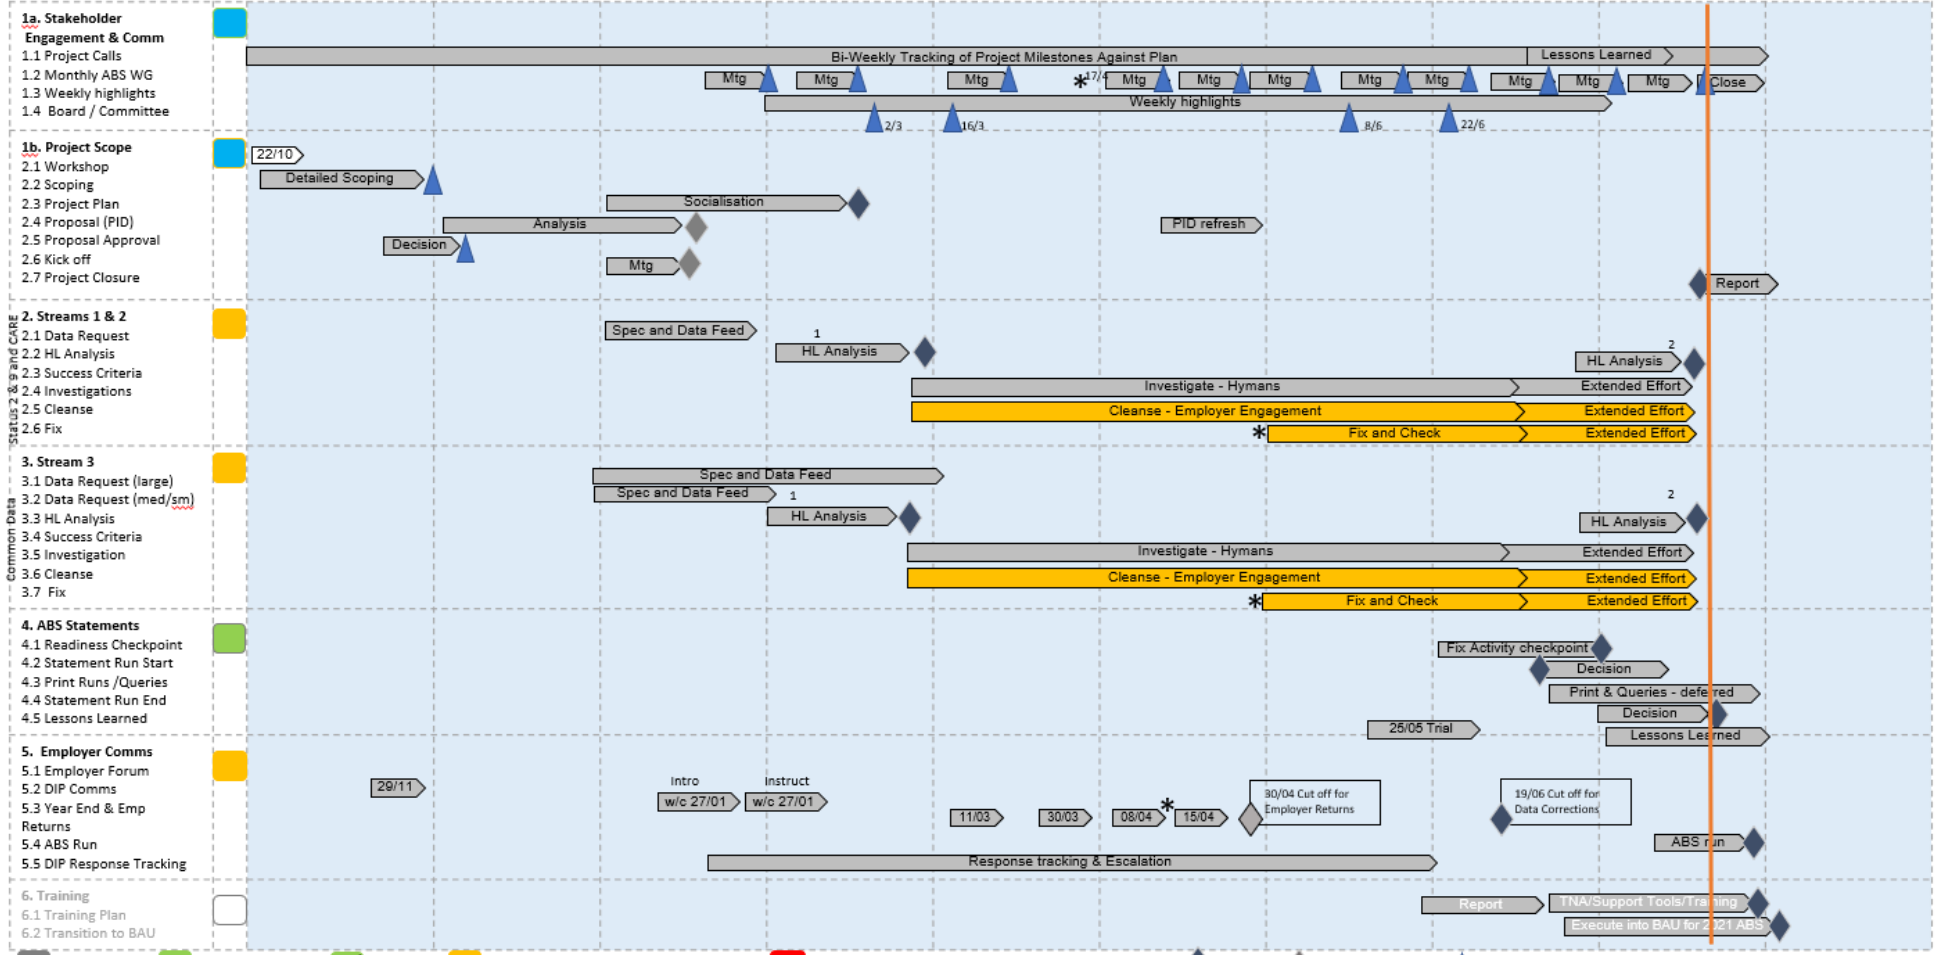 1a. Stakeholder
Engagement & Comm
1.1 Project Calls
1.2 Monthly ABS WG
1.3 Weekly highlights
1.4 Board / Committee
Bi-Weekly Tracking of Project Milestones Against Plan
Lessons Learned
Mtg
Mtg
Mtg
*17/4
Mtg
Mtg
Mtg
Mtg
Mtg
Mtg
Mtg
Mtg
Close
Weekly highlights
2/3
16/3
8/6
22/6
1b. Project Scope
2.1 Workshop
2.2 Scoping
2.3 Project Plan
2.4 Proposal (PID)
2.5 Proposal Approval
2.6 Kick off
2.7 Project Closure
22/10
Detailed Scoping
Socialisation
Analysis
PID refresh
Decision
Mtg
Report
Status 2 & 9 and CARE
2. Streams 1 & 2
2.1 Data Request
2.2 HL Analysis
2.3 Success Criteria
2.4 Investigations
2.5 Cleanse
2.6 Fix
Spec and Data Feed
1
HL Analysis
2
HL Analysis
Investigate - Hymans
Extended Effort
Cleanse - Employer Engagement
Extended Effort
*
Fix and Check
Extended Effort
Common Data
3. Stream 3
3.1 Data Request (large)
3.2 Data Request (med/sm)
3.3 HL Analysis
3.4 Success Criteria
3.5 Investigation
3.6 Cleanse
3.7 Fix
Spec and Data Feed
Spec and Data Feed
1
2
HL Analysis
HL Analysis
Investigate - Hymans
Extended Effort
Cleanse - Employer Engagement
Extended Effort
*
Fix and Check
Extended Effort
4. ABS Statements
4.1 Readiness Checkpoint
4.2 Statement Run Start
4.3 Print Runs /Queries
4.4 Statement Run End
4.5 Lessons Learned
Fix Activity checkpoint
Decision
Print & Queries - deferred
Decision
25/05 Trial
Lessons Learned
5. Employer Comms
5.1 Employer Forum
5.2 DIP Comms
5.3 Year End & Emp
Returns
5.4 ABS Run
5.5 DIP Response Tracking
29/11
Intro
Instruct
w/c 27/01
w/c 27/01
11/03
30/03
08/04
*
15/04
30/04 Cut off for
Employer Returns
19/06 Cut off for
Data Corrections
ABS run
Response tracking & Escalation
6. Training
6.1 Training Plan
6.2 Transition to BAU
Report
TNA/Support Tools/Training
Execute into BAU for 2021 ABS